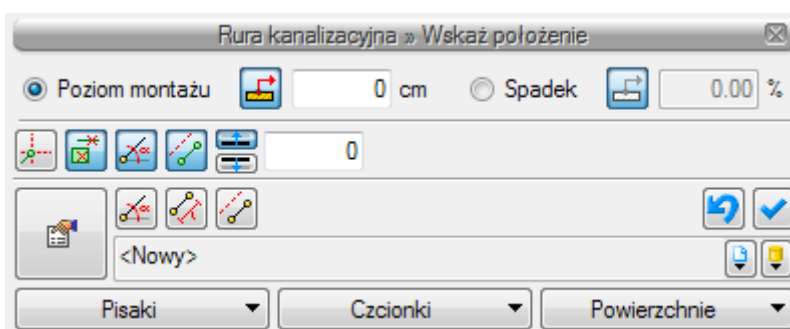 Rura kanalizacyjna » Wskaż położenie
Poziom montażu 0 cm Spadek 0.00 %
0
<Nowy>
Pisaki Czcionki Powierzchnie